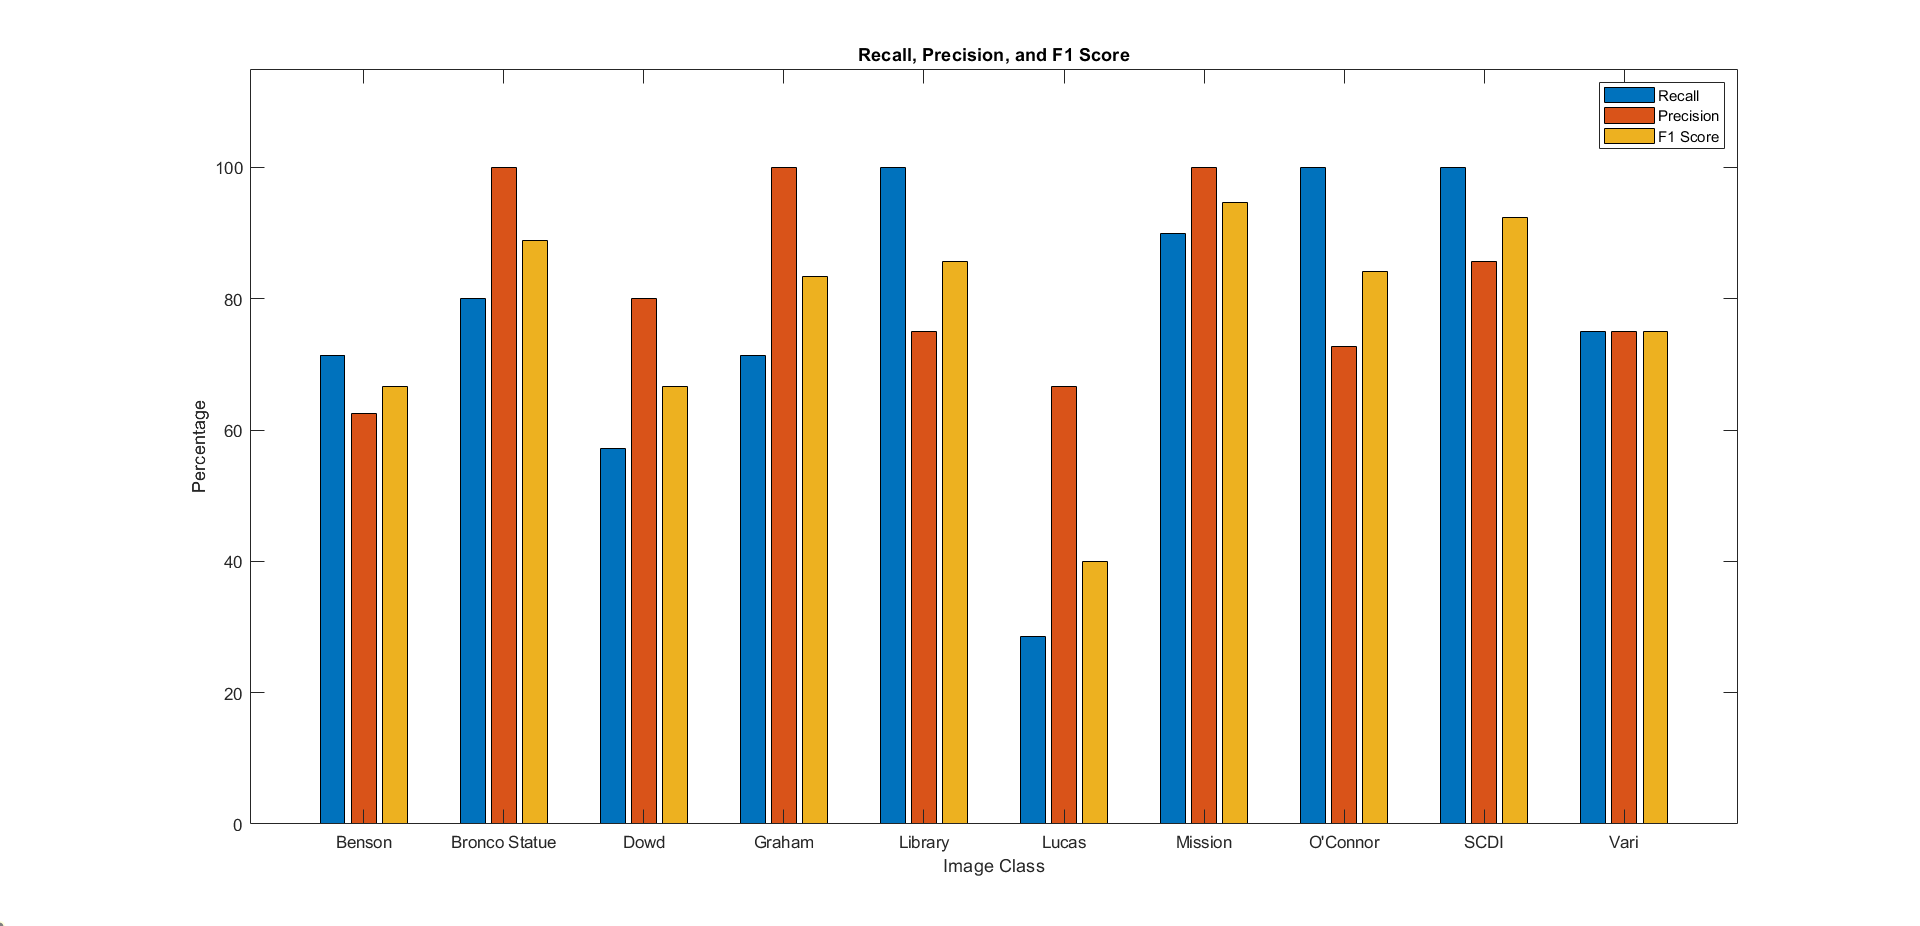 Recall, Precision, and F1 Score
Recall
Precision
F1 Score
100
80
60
40
20
0
Percentage
Benson Bronco Statue Dowd Graham Library Lucas Mission O'Connor SCDI Vari
Image Class